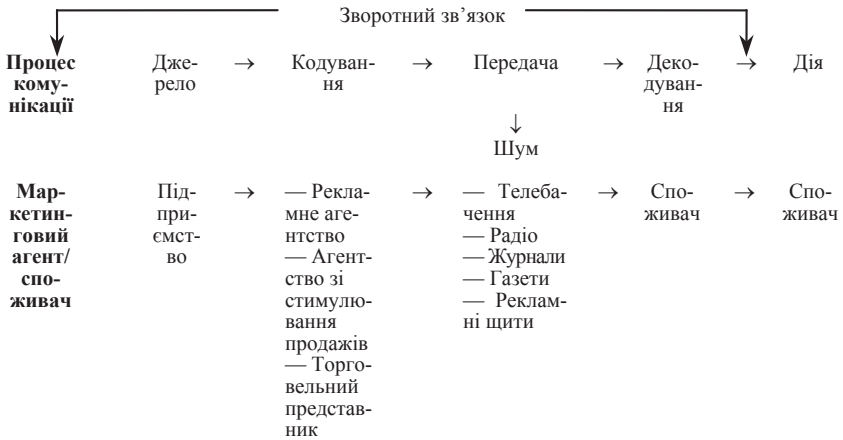 Зворотний зв’язок
Процес кому-нікації Дже-рело → Кодуван-ня → Передача → Деко-дуван-ня → Дія
↓
Шум
Мар-кетин-говий агент/спо-живач Під-при-ємст-во → — Рекла-мне аге-нтство — Агент-ство зі стимулю-вання продажів — Торго-вельний представ-ник → — Телеба-чення — Радіо — Журнали — Газети — Реклам-ні щити → Спо-живач → Спо-живач